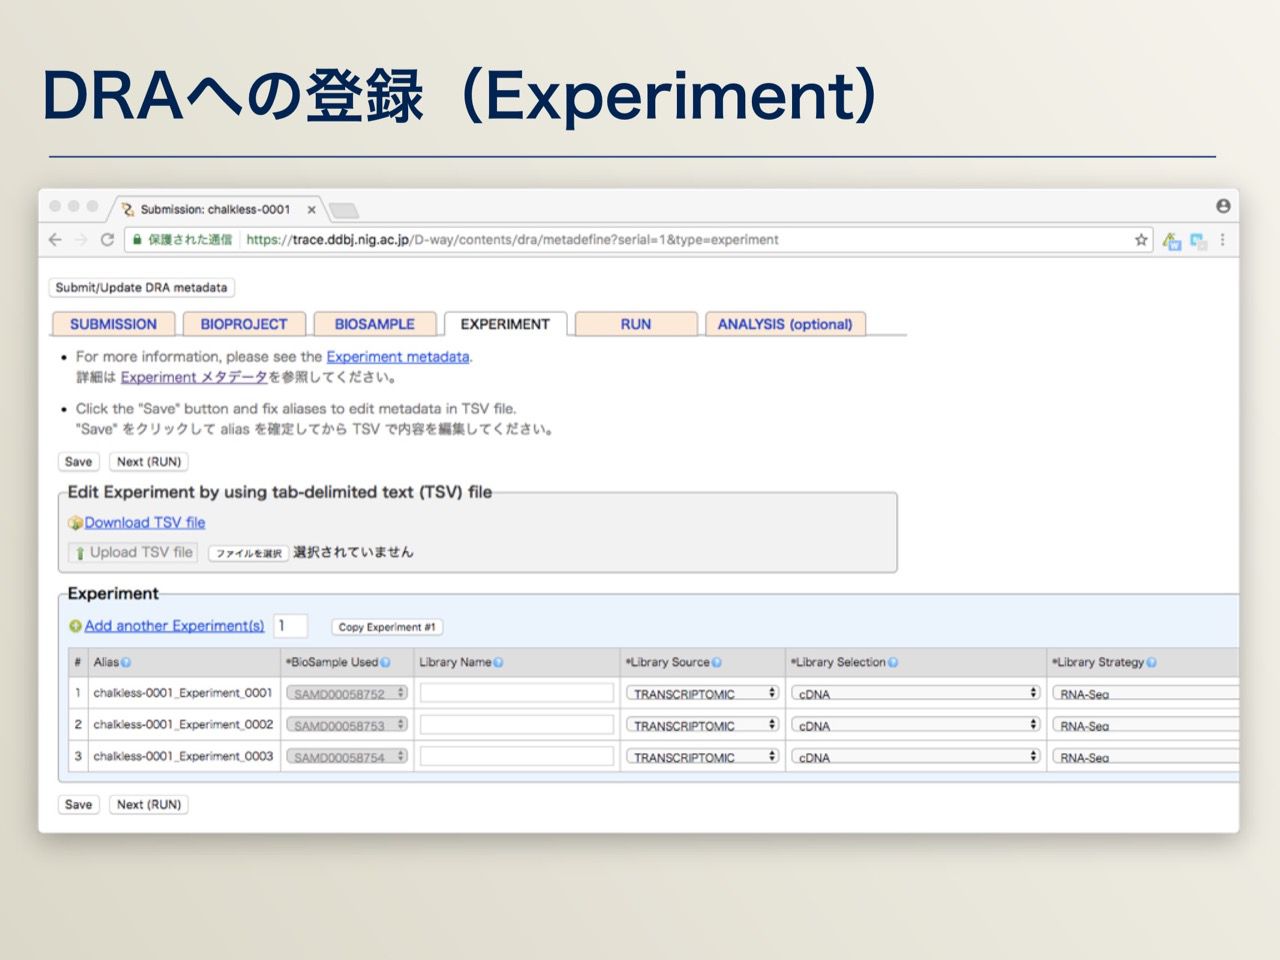 DRAへの登録（Experiment）
Submission: chalkless-0001
保護された通信 https://trace.ddbj.nig.ac.jp/D-way/contents/dra/metadefine?serial=1&type=experiment
Submit/Update DRA metadata
SUBMISSION BIOPROJECT BIOSAMPLE EXPERIMENT RUN ANALYSIS (optional)
• For more information, please see the Experiment metadata.
詳細は Experiment メタデータを参照してください。
• Click the "Save" button and fix aliases to edit metadata in TSV file.
"Save" をクリックして alias を確定してから TSV で内容を編集してください。
Save Next (RUN)
Edit Experiment by using tab-delimited text (TSV) file
Download TSV file
Upload TSV file ファイルを選択 選択されていません
Experiment
Add another Experiment(s) 1 Copy Experiment #1
# Alias *BioSample Used Library Name *Library Source *Library Selection *Library Strategy
1 chalkless-0001_Experiment_0001 SAMD00058752 TRANSCRIPTOMIC cDNA RNA-Seq
2 chalkless-0001_Experiment_0002 SAMD00058753 TRANSCRIPTOMIC cDNA RNA-Seq
3 chalkless-0001_Experiment_0003 SAMD00058754 TRANSCRIPTOMIC cDNA RNA-Seq
Save Next (RUN)